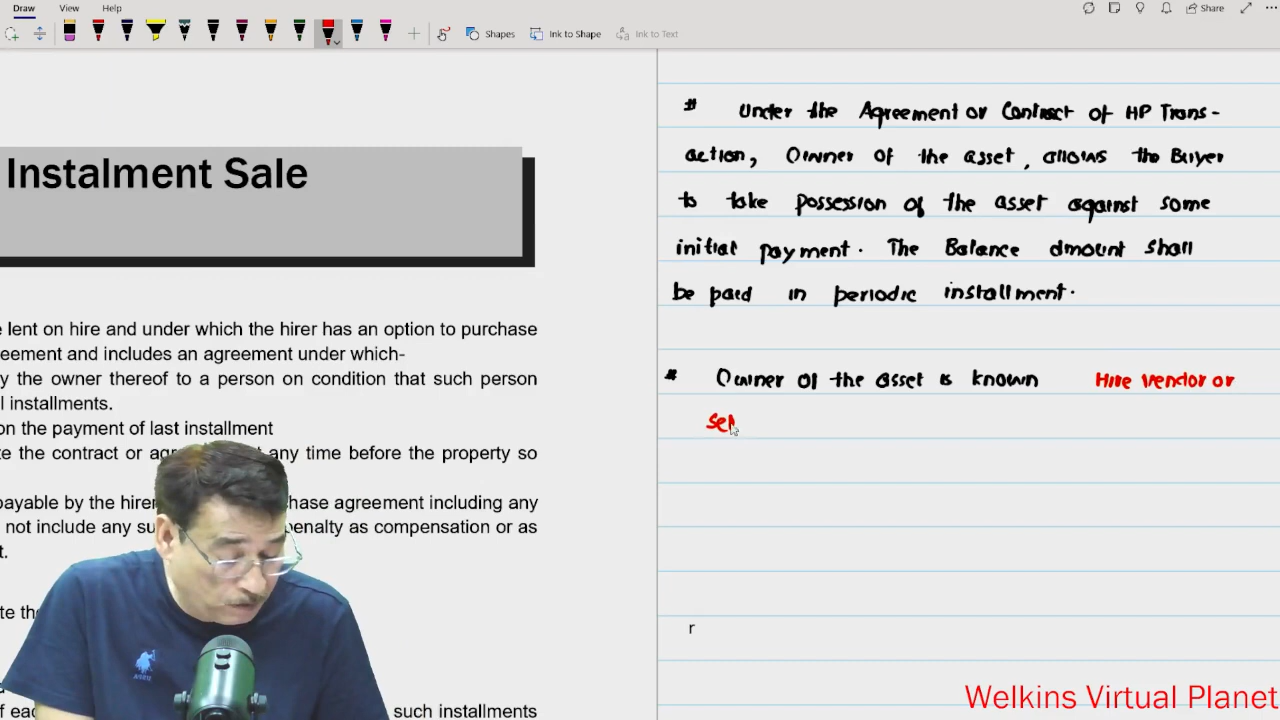 Draw View Help
Share
Shapes Ink to Shape Ink to Text
Instalment Sale
e lent on hire and under which the hirer has an option to purchase
eement and includes an agreement under which-
y the owner thereof to a person on condition that such person
l installments.
on the payment of last installment
te the contract or any time before the property so
payable by the hirer hase agreement including any
not include any su enalty as compensation or as
t.
te the
f eac such installments
# Under the Agreement or Contract of HP Trans-
action, Owner of the asset, allows the Buyer
to take possession of the asset against some
initial payment. The Balance amount shall
be paid in periodic installment.
* Owner of the asset is known Hire vendor or
Sel
r
Welkins Virtual Planet